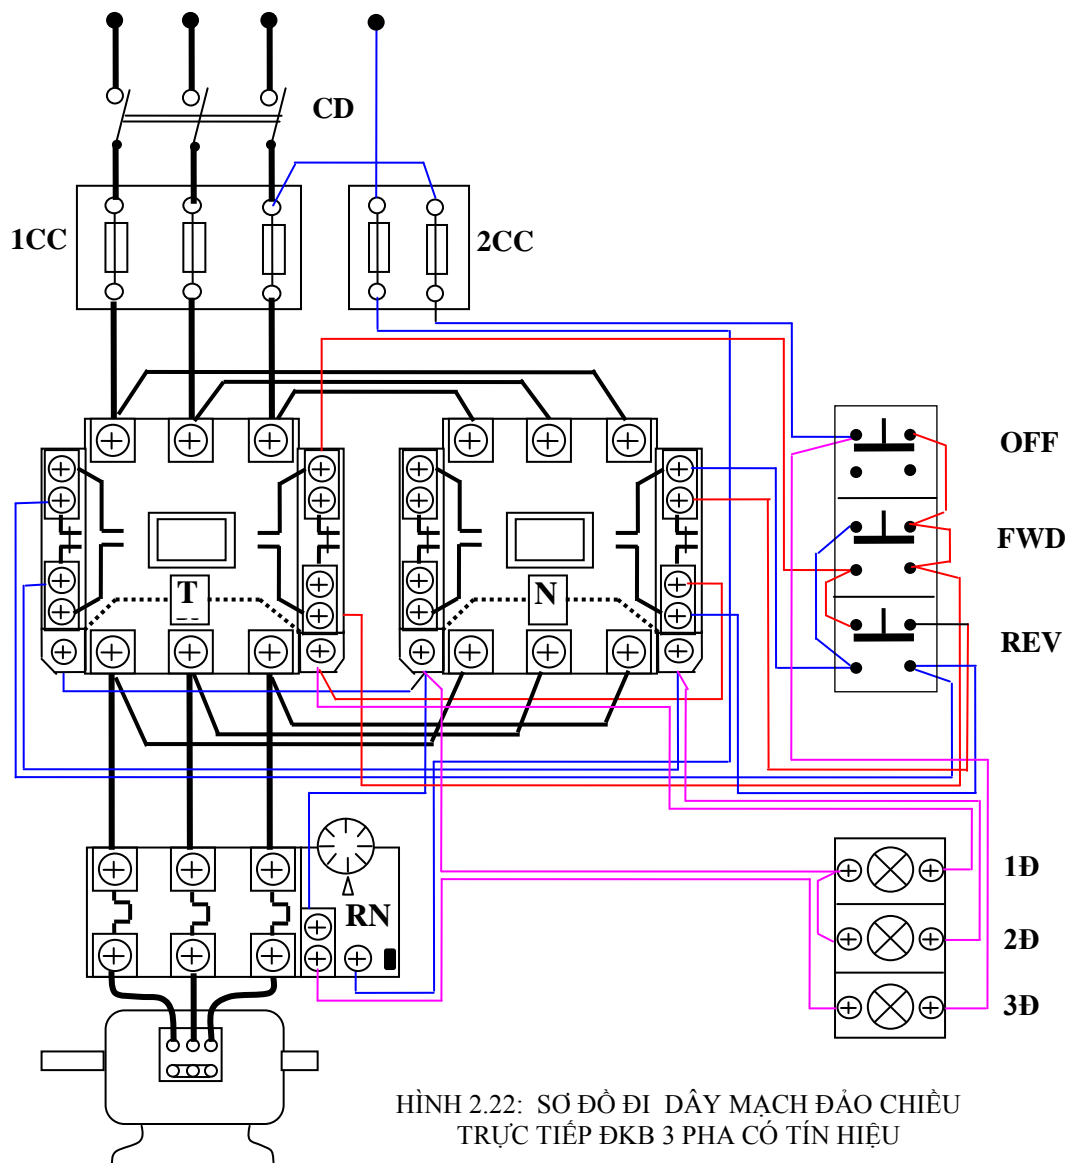 CD
1CC
2CC
OFF
FWD
REV
T
N
RN
1Đ
2Đ
3Đ
HÌNH 2.22: SƠ ĐỒ ĐI DÂY MẠCH ĐẢO CHIỀU
TRỰC TIẾP ĐKB 3 PHA CÓ TÍN HIỆU